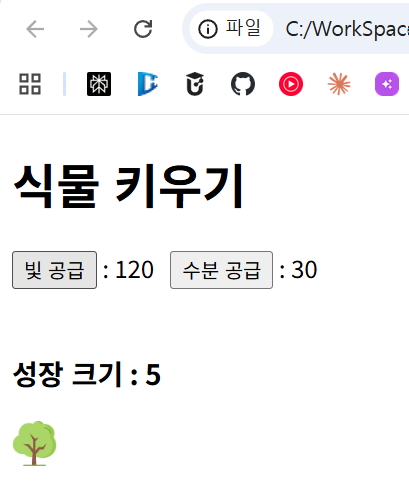 파일 C:/WorkSpace
식물 키우기
빛 공급 : 120 수분 공급 : 30
성장 크기 : 5